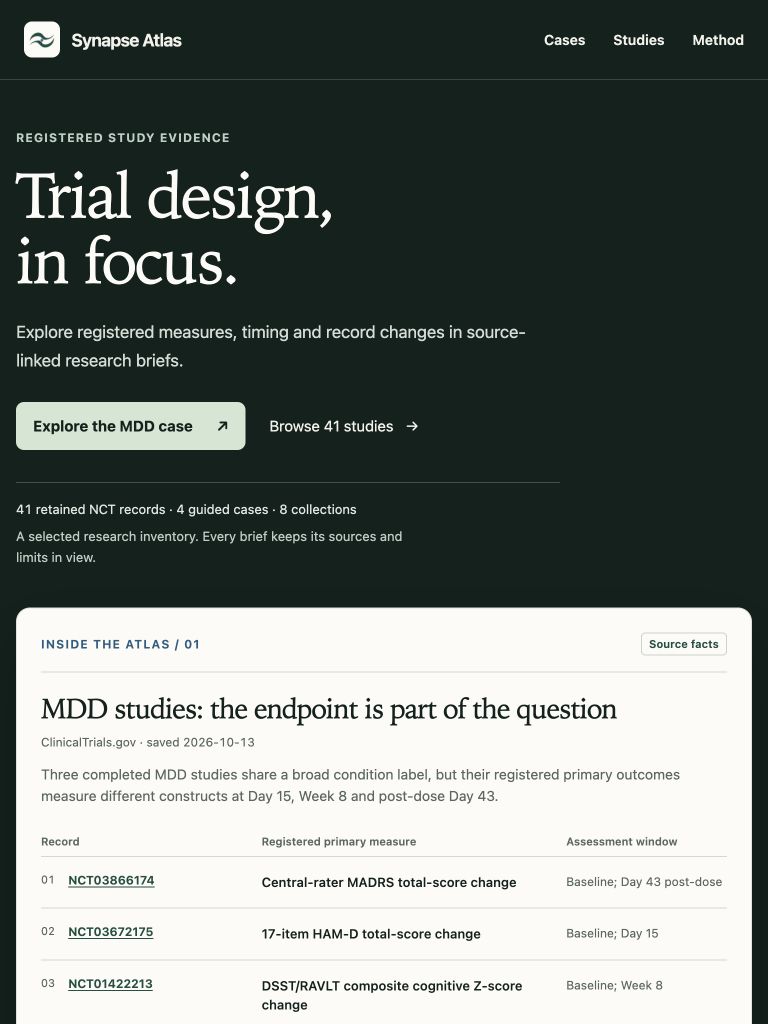 Synapse Atlas
Cases Studies Method
REGISTERED STUDY EVIDENCE
Trial design,
in focus.
Explore registered measures, timing and record changes in source-
linked research briefs.
Explore the MDD case ↗ Browse 41 studies →
41 retained NCT records · 4 guided cases · 8 collections
A selected research inventory. Every brief keeps its sources and
limits in view.
INSIDE THE ATLAS / 01 Source facts
MDD studies: the endpoint is part of the question
ClinicalTrials.gov · saved 2026-10-13
Three completed MDD studies share a broad condition label, but their registered primary outcomes
measure different constructs at Day 15, Week 8 and post-dose Day 43.
Record Registered primary measure Assessment window
01 NCT03866174 Central-rater MADRS total-score change Baseline; Day 43 post-dose
02 NCT03672175 17-item HAM-D total-score change Baseline; Day 15
03 NCT01422213 DSST/RAVLT composite cognitive Z-score Baseline; Week 8
change